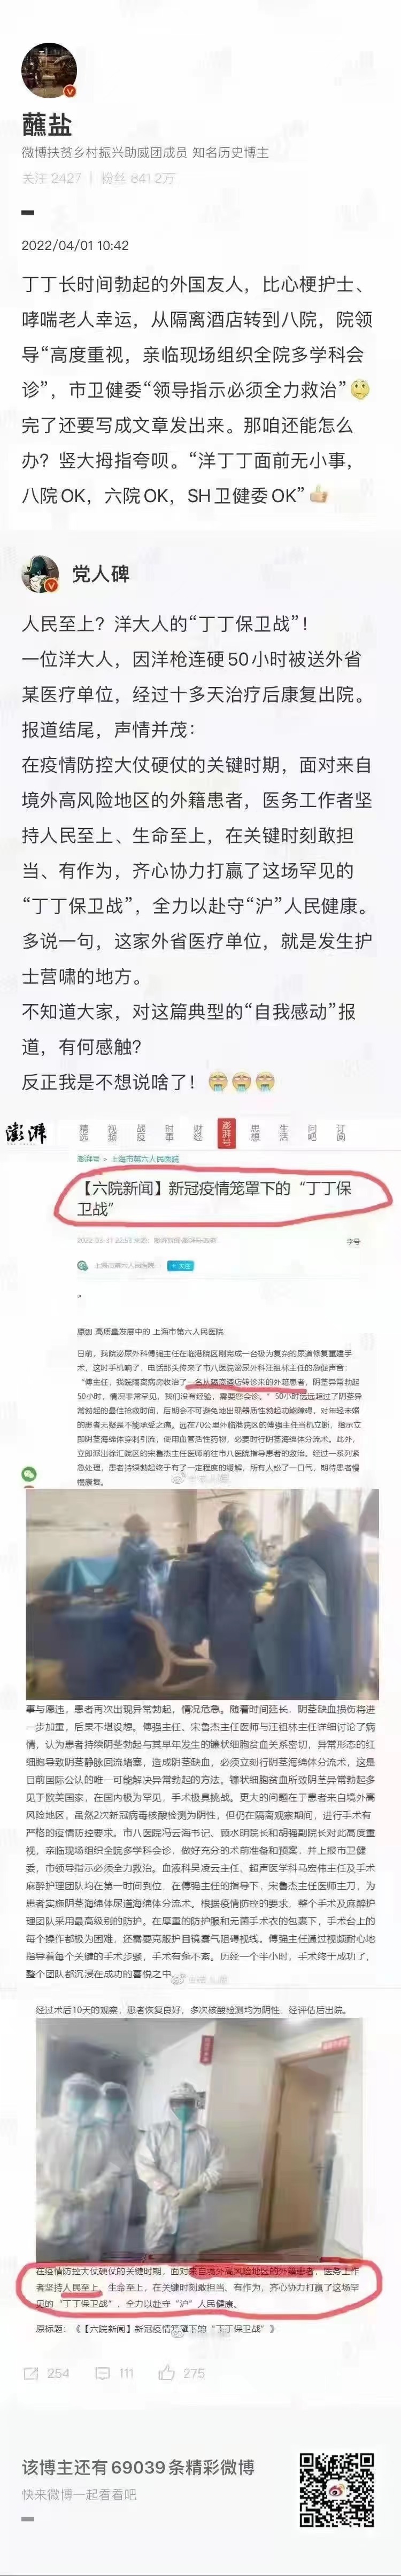 蘸盐
微博扶贫乡村振兴助威团成员 知名历史博主
关注 2427 | 粉丝 841.2万
2022/04/01 10:42
丁丁长时间勃起的外国友人，比心梗护士、
哮喘老人幸运，从隔离酒店转到八院，院领
导“高度重视，亲临现场组织全院多学科会
诊”，市卫健委“领导指示必须全力救治”
完了还要写成文章发出来。那咱还能怎么
办？竖大拇指夸呗。“洋丁丁面前无小事，
八院OK，六院OK，SH卫健委OK”
党人碑
人民至上？洋大人的“丁丁保卫战”！
一位洋大人，因洋枪连硬50小时被送外省
某医疗单位，经过十多天治疗后康复出院。
报道结尾，声情并茂：
在疫情防控大仗硬仗的关键时期，面对来自
境外高风险地区的外籍患者，医务工作者坚
持人民至上、生命至上，在关键时刻敢担
当、有作为，齐心协力打赢了这场罕见的
“丁丁保卫战”，全力以赴守“沪”人民健康。
多说一句，这家外省医疗单位，就是发生护
士营啸的地方。
不知道大家，对这篇典型的“自我感动”报
道，有何感触？
反正我是不想说啥了！
澎湃 精选 视频 战疫 时事 财经 澎湃号 思想 生活 问吧 订阅
澎湃号 > 上海市第六人民医院
【六院新闻】新冠疫情笼罩下的“丁丁保
卫战”
字号
上海市第六人民医院 + 关注
>
原创 高质量发展中的 上海市第六人民医院
日前，我院泌尿外科傅强主任在临港院区刚完成一台极为复杂的尿道修复重建手
术，这时手机响了，电话那头传来了市八医院泌尿外科汪祖林主任的急促声音：
“傅主任，我院隔离病房收治了一名从隔离酒店转诊来的外籍患者，阴茎异常勃起
50小时，情况非常罕见，我们没有经验，需要您会诊。”50小时远远超过了阴茎异
常勃起的最佳抢救时间，后期会不可避免地出现器质性勃起功能障碍，对年轻未婚
的患者无疑是不能承受之痛。远在70公里外临港院区的傅强主任当机立断，指示立
即阴茎海绵体穿刺引流，使用血管活性药物，必要时行阴茎海绵体分流术。此外，
立即派出徐汇院区的宋鲁杰主任医师前往市八医院指导患者的救治。经过一系列紧
急处理，患者持续勃起终于有了一定程度的缓解，所有人松了一口气，期待患者慢
慢康复。
事与愿违，患者再次出现异常勃起，情况危急。随着时间延长，阴茎缺血损伤将进
一步加重，后果不堪设想。傅强主任、宋鲁杰主任医师与汪祖林主任详细讨论了病
情，认为患者持续阴茎勃起与其早年发生的镰状细胞贫血关系密切，异常形态的红
细胞导致阴茎静脉回流堵塞，造成阴茎缺血，必须立刻行阴茎海绵体分流术，这是
目前国际公认的唯一可能解决异常勃起的方法。镰状细胞贫血所致阴茎异常勃起多
见于欧美国家，在国内极为罕见，手术极具挑战。更大的问题在于患者来自境外高
风险地区，虽然2次新冠病毒核酸检测为阴性，但仍在隔离观察期间，进行手术有
严格的疫情防控要求。市八医院冯云海书记、顾水明院长和胡强副院长对此高度重
视，亲临现场组织全院多学科会诊，做好充分的术前准备和预案，并上报市卫健
委，市领导指示必须全力救治。血液科吴凌云主任、超声医学科马宏伟主任及手术
麻醉护理团队均在第一时间到位，在傅强主任的指导下，宋鲁杰主任医师主刀，为
患者实施阴茎海绵体尿道海绵体分流术。根据疫情防控的要求，整个手术及麻醉护
理团队采用最高级别的防护。在厚重的防护服和无菌手术衣的包裹下，手术台上的
每个操作都极为困难，还需要克服护目镜雾气阻碍视线。傅强主任通过视频耐心地
指导着每个关键的手术步骤，手术有条不紊。历经一个半小时，手术终于成功了，
整个团队都沉浸在成功的喜悦之中。
经过术后10天的观察，患者恢复良好，多次核酸检测均为阴性，经评估后出院。
在疫情防控大仗硬仗的关键时期，面对来自境外高风险地区的外籍患者，医务工作
者坚持人民至上、生命至上，在关键时刻敢担当、有作为，齐心协力打赢了这场罕
见的“丁丁保卫战”，全力以赴守“沪”人民健康。
原标题：《【六院新闻】新冠疫情笼罩下的“丁丁保卫战”》
254 111 275
该博主还有69039条精彩微博
快来微博一起看看吧